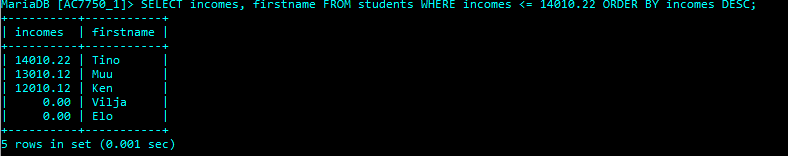 MariaDB [AC7750_1]> SELECT incomes, firstname FROM students WHERE incomes <= 14010.22 ORDER BY incomes DESC;
+----------+-----------+
| incomes | firstname |
+----------+-----------+
| 14010.22 | Tino |
| 13010.12 | Muu |
| 12010.12 | Ken |
| 0.00 | Vilja |
| 0.00 | Elo |
+----------+-----------+
5 rows in set (0.001 sec)